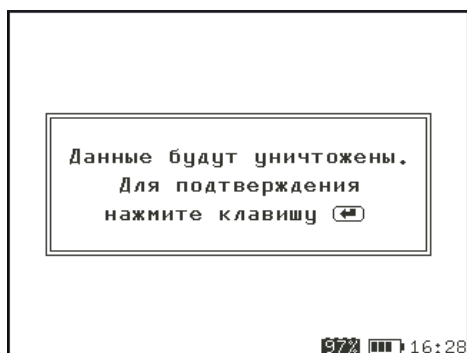 Данные будут уничтожены.
Для подтверждения
нажмите клавишу
97% 16:28